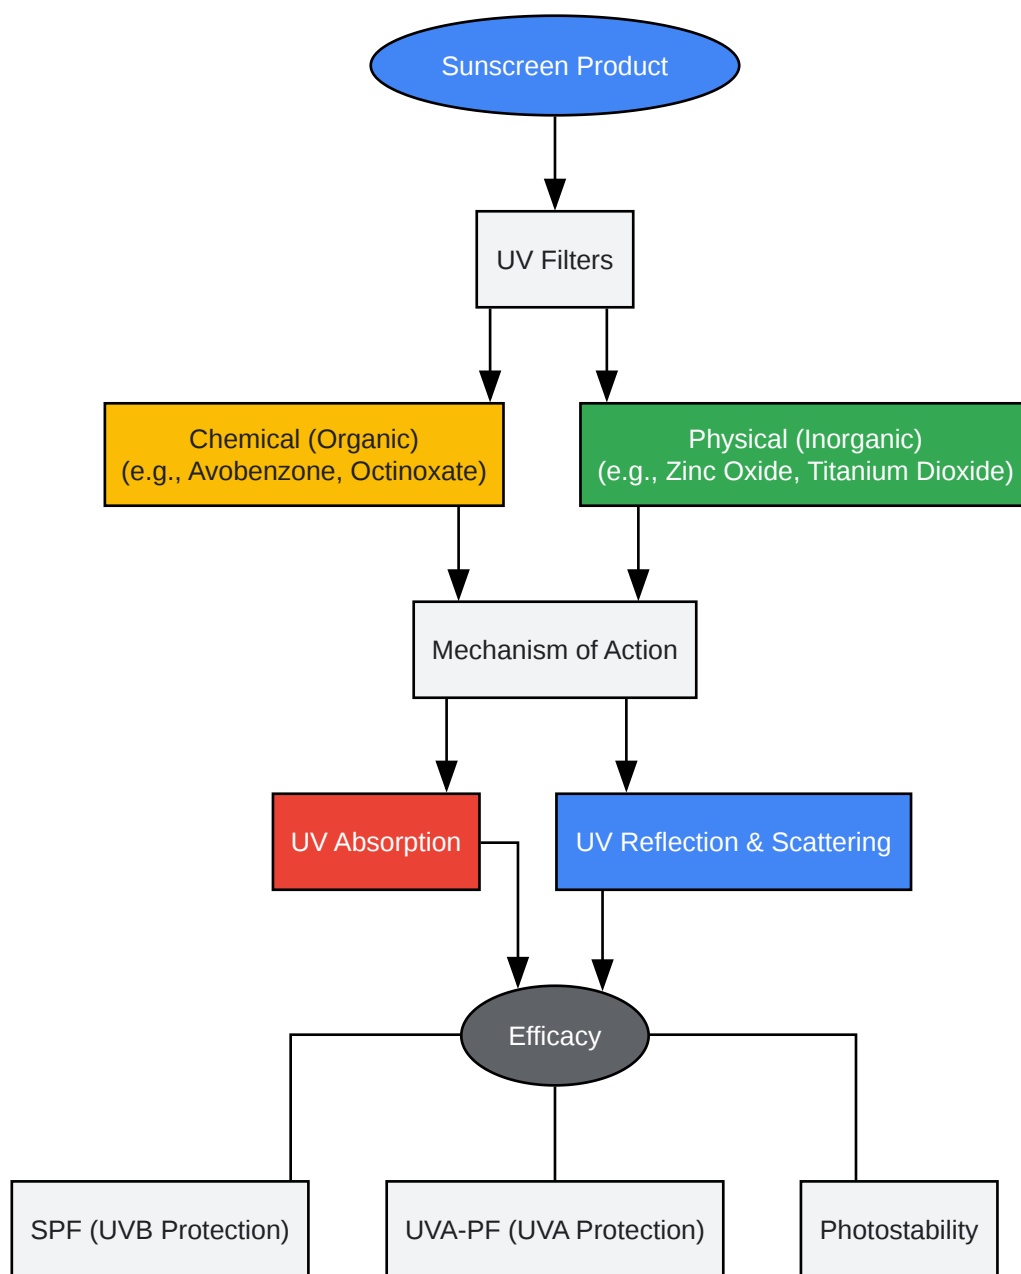 Sunscreen Product
UV Filters
Chemical (Organic)
(e.g., Avobenzone, Octinoxate)
Physical (Inorganic)
(e.g., Zinc Oxide, Titanium Dioxide)
Mechanism of Action
UV Absorption
UV Reflection & Scattering
Efficacy
SPF (UVB Protection)
UVA-PF (UVA Protection)
Photostability